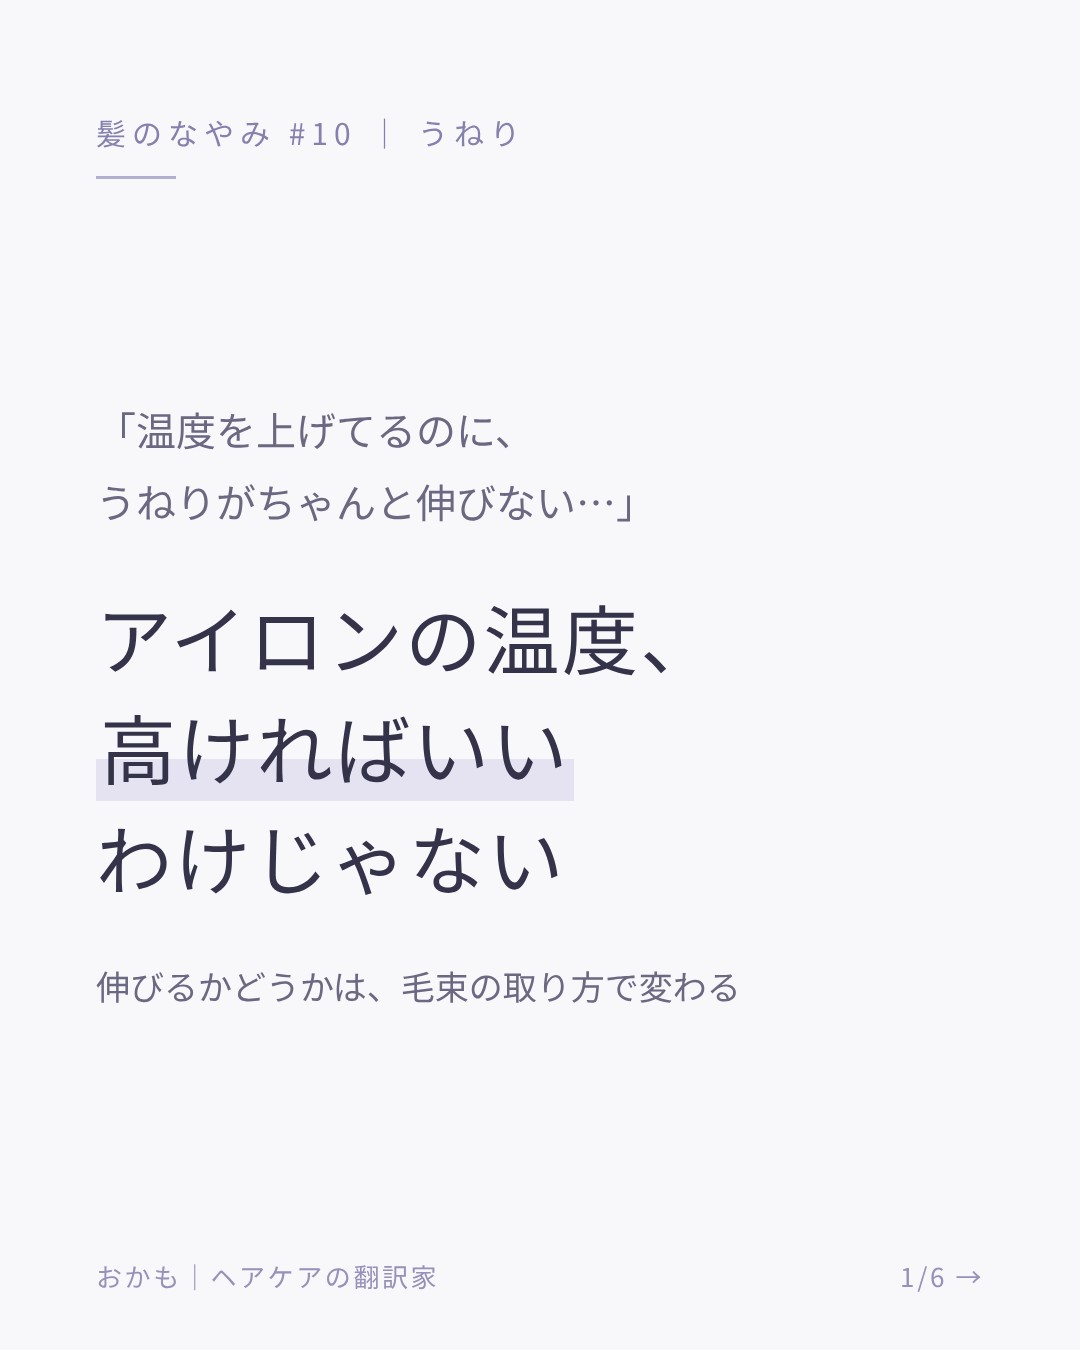 髪のなやみ #10 ｜ うねり
「温度を上げてるのに、
うねりがちゃんと伸びない…」
アイロンの温度、
高ければいい
わけじゃない
伸びるかどうかは、毛束の取り方で変わる
おかも｜ヘアケアの翻訳家
1/6 →